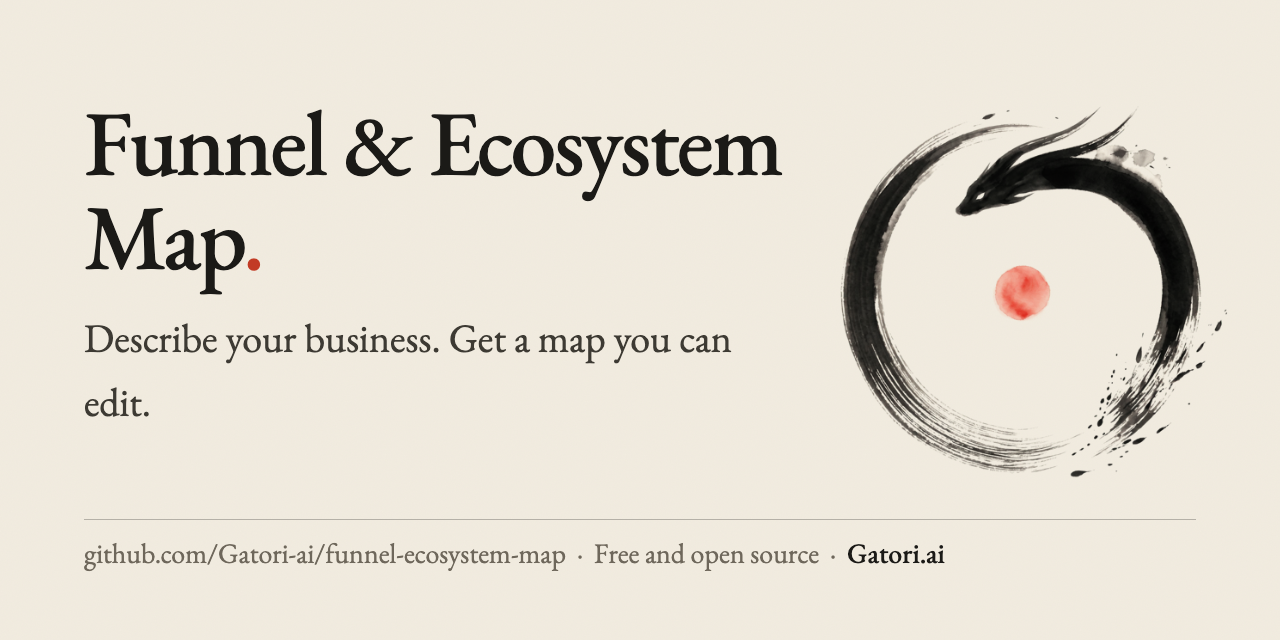 Funnel & Ecosystem
Map.
Describe your business. Get a map you can
edit.
github.com/Gatori-ai/funnel-ecosystem-map · Free and open source · Gatori.ai